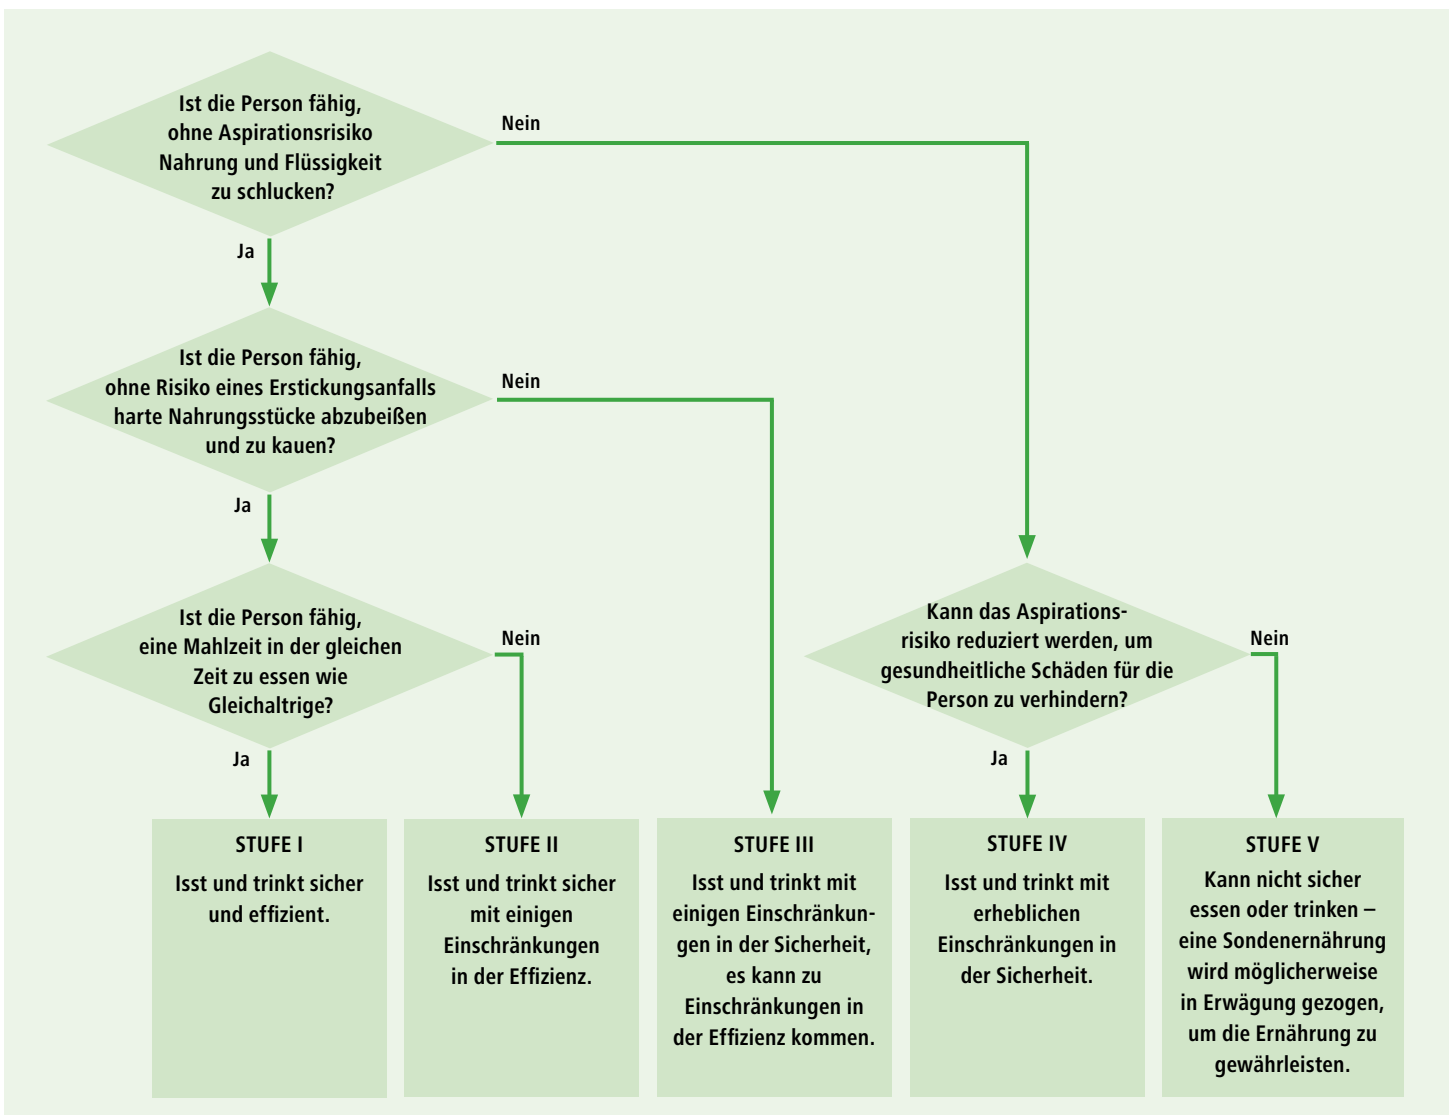 Ist die Person fähig,
ohne Aspirationsrisiko
Nahrung und Flüssigkeit
zu schlucken?
Nein
Ja
Ist die Person fähig,
ohne Risiko eines Erstickungsanfalls
harte Nahrungsstücke abzubeißen
und zu kauen?
Nein
Ja
Ist die Person fähig,
eine Mahlzeit in der gleichen
Zeit zu essen wie
Gleichaltrige?
Nein
Ja
Kann das Aspirations-
risiko reduziert werden, um
gesundheitliche Schäden für die
Person zu verhindern?
Nein
Ja
STUFE I
Isst und trinkt sicher
und effizient.
STUFE II
Isst und trinkt sicher
mit einigen
Einschränkungen
in der Effizienz.
STUFE III
Isst und trinkt mit
einigen Einschränkun-
gen in der Sicherheit,
es kann zu
Einschränkungen in
der Effizienz kommen.
STUFE IV
Isst und trinkt mit
erheblichen
Einschränkungen in
der Sicherheit.
STUFE V
Kann nicht sicher
essen oder trinken –
eine Sondenernährung
wird möglicherweise
in Erwägung gezogen,
um die Ernährung zu
gewährleisten.